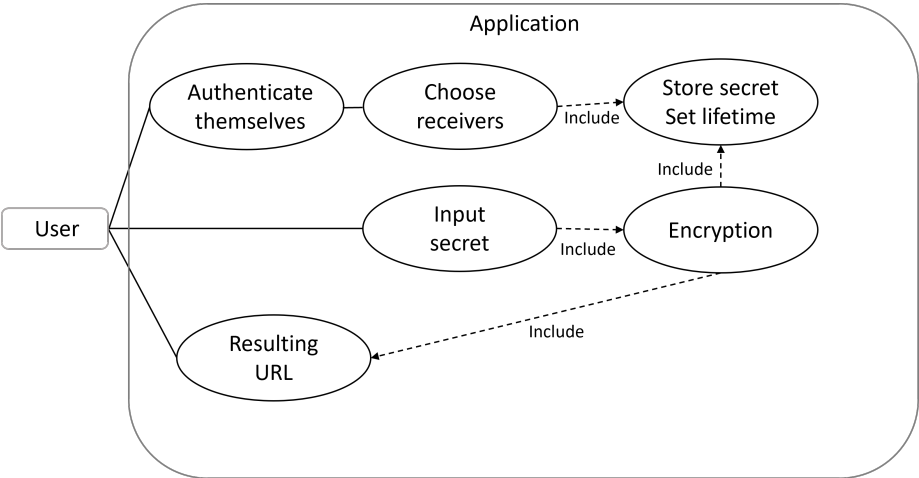 Application
Authenticate
themselves
Choose
receivers
Include
Store secret
Set lifetime
Include
User
Input
secret
Include
Encryption
Include
Resulting
URL